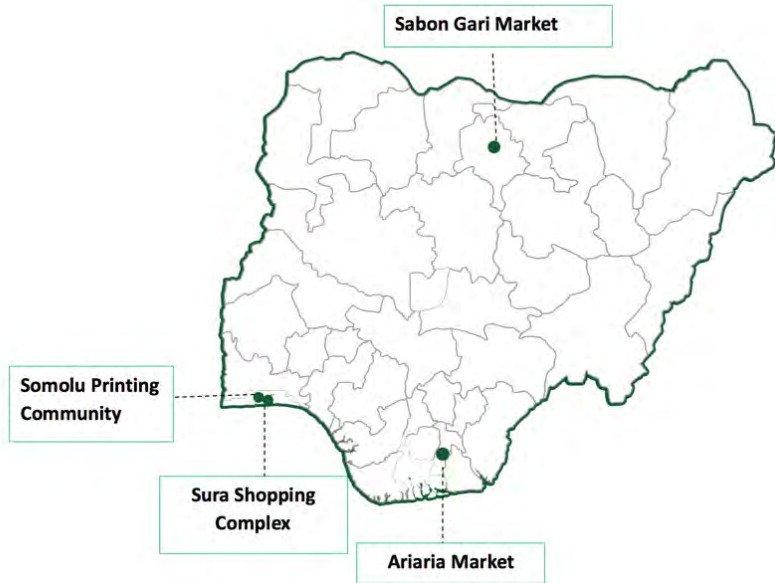 Sabon Gari Market
Somolu Printing
Community
Sura Shopping
Complex
Ariaria Market